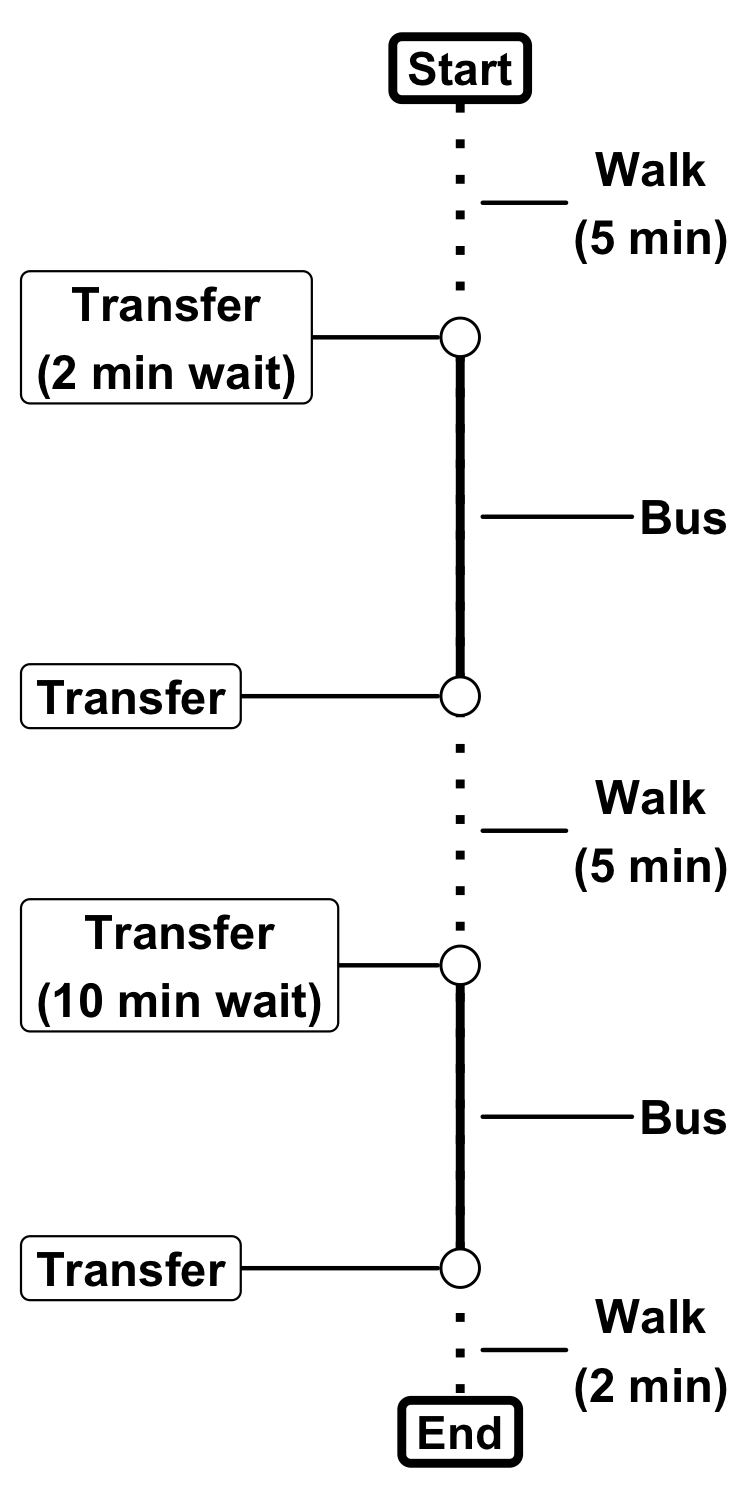 Start
Walk
(5 min)
Transfer
(2 min wait)
Bus
Transfer
Walk
(5 min)
Transfer
(10 min wait)
Bus
Transfer
Walk
(2 min)
End